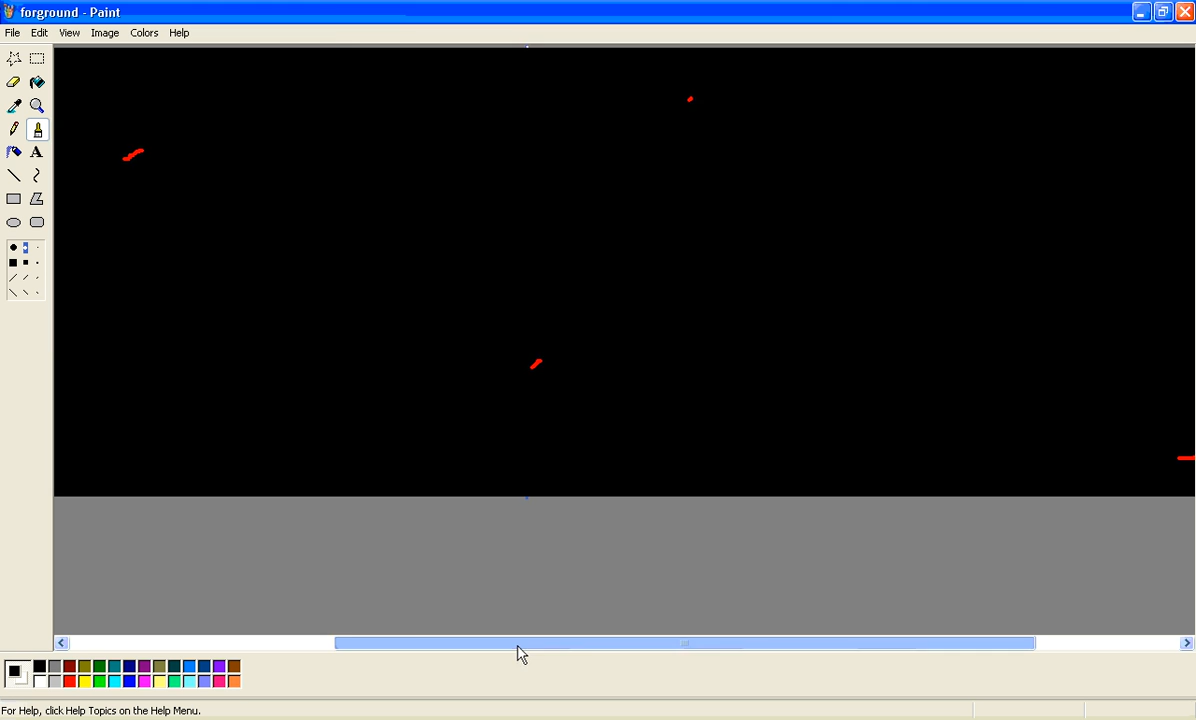 forground - Paint
File Edit View Image Colors Help
A
For Help, click Help Topics on the Help Menu.